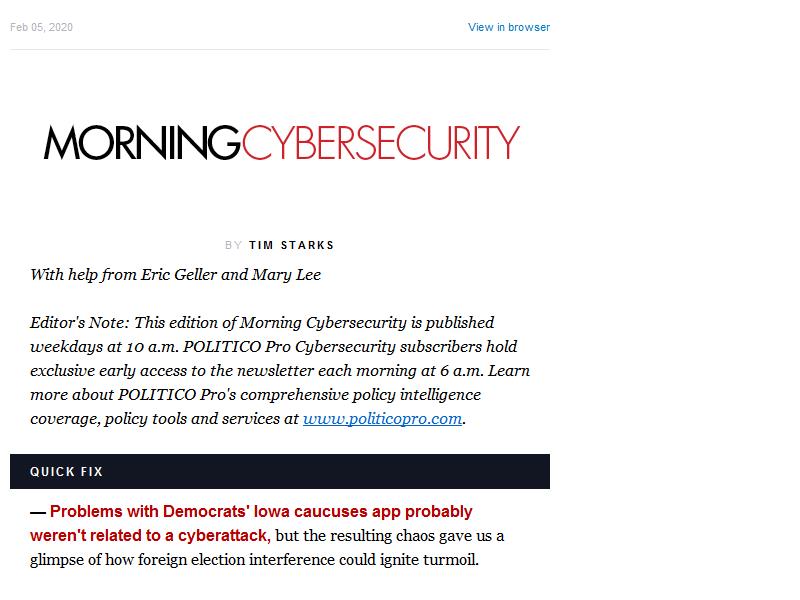 Feb 05, 2020 View in browser
MORNINGCYBERSECURITY
BY TIM STARKS
With help from Eric Geller and Mary Lee
Editor's Note: This edition of Morning Cybersecurity is published
weekdays at 10 a.m. POLITICO Pro Cybersecurity subscribers hold
exclusive early access to the newsletter each morning at 6 a.m. Learn
more about POLITICO Pro's comprehensive policy intelligence
coverage, policy tools and services at www.politicopro.com.
QUICK FIX
— Problems with Democrats' Iowa caucuses app probably
weren't related to a cyberattack, but the resulting chaos gave us a
glimpse of how foreign election interference could ignite turmoil.